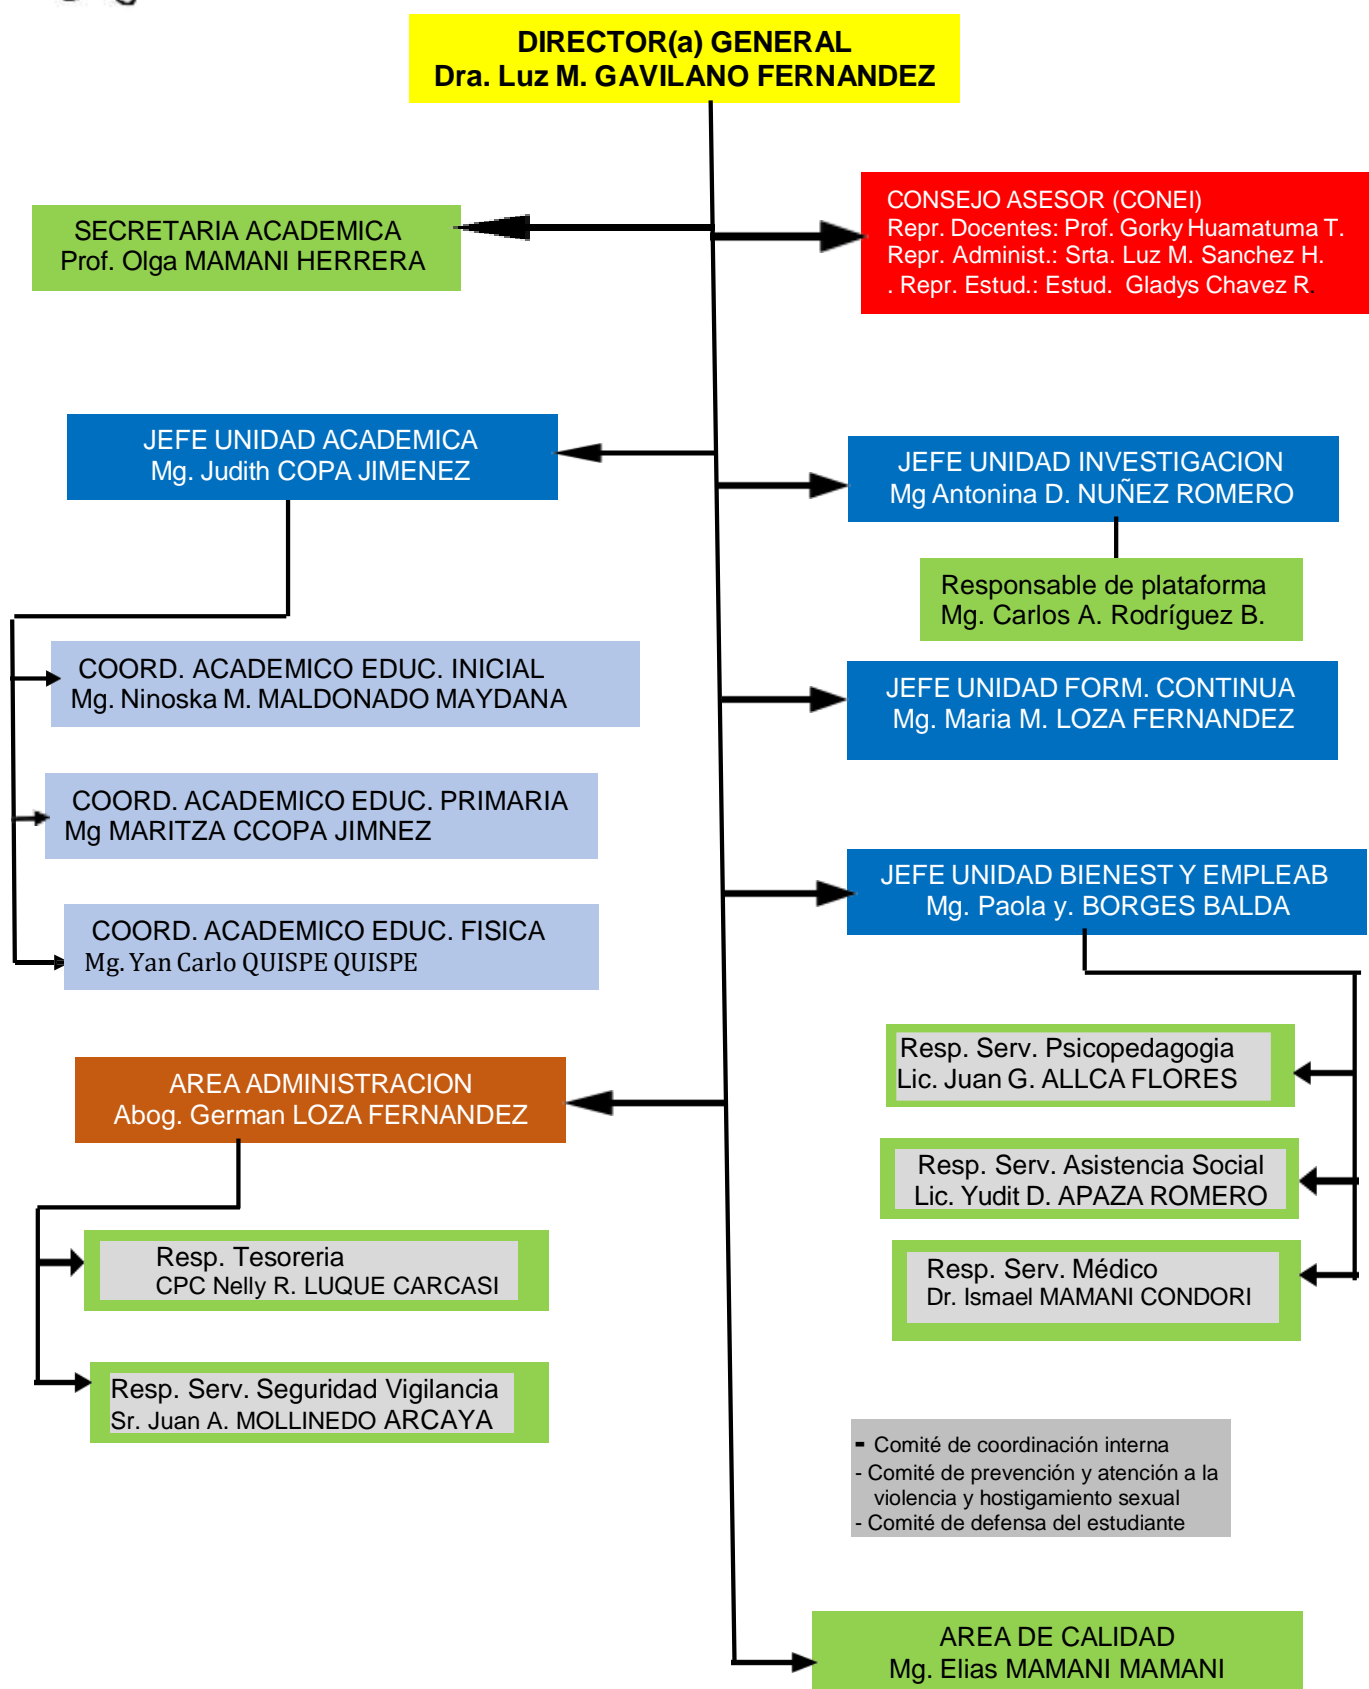 DIRECTOR(a) GENERAL
Dra. Luz M. GAVILANO FERNANDEZ
SECRETARIA ACADEMICA
Prof. Olga MAMANI HERRERA
CONSEJO ASESOR (CONEI)
Repr. Docentes: Prof. Gorky Huamatuma T.
Repr. Administ.: Srta. Luz M. Sanchez H.
. Repr. Estud.: Estud. Gladys Chavez R.
JEFE UNIDAD ACADEMICA
Mg. Judith COPA JIMENEZ
JEFE UNIDAD INVESTIGACION
Mg Antonina D. NUÑEZ ROMERO
Responsable de plataforma
Mg. Carlos A. Rodríguez B.
COORD. ACADEMICO EDUC. INICIAL
Mg. Ninoska M. MALDONADO MAYDANA
JEFE UNIDAD FORM. CONTINUA
Mg. Maria M. LOZA FERNANDEZ
COORD. ACADEMICO EDUC. PRIMARIA
Mg MARITZA CCOPA JIMNEZ
JEFE UNIDAD BIENEST Y EMPLEAB
Mg. Paola y. BORGES BALDA
COORD. ACADEMICO EDUC. FISICA
Mg. Yan Carlo QUISPE QUISPE
AREA ADMINISTRACION
Abog. German LOZA FERNANDEZ
Resp. Serv. Psicopedagogia
Lic. Juan G. ALLCA FLORES
Resp. Serv. Asistencia Social
Lic. Yudit D. APAZA ROMERO
Resp. Tesoreria
CPC Nelly R. LUQUE CARCASI
Resp. Serv. Médico
Dr. Ismael MAMANI CONDORI
Resp. Serv. Seguridad Vigilancia
Sr. Juan A. MOLLINEDO ARCAYA
- Comité de coordinación interna
- Comité de prevención y atención a la
violencia y hostigamiento sexual
- Comité de defensa del estudiante
AREA DE CALIDAD
Mg. Elias MAMANI MAMANI